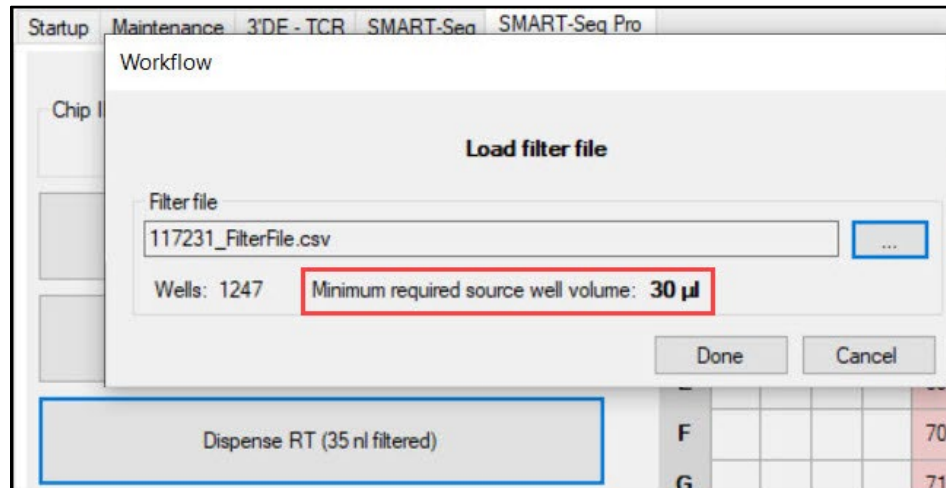 Startup Maintenance 3'DE - TCR SMART-Seq SMART-Seq Pro
Workflow
Chip I
Load filter file
Filter file
117231_FilterFile.csv ...
Wells: 1247 Minimum required source well volume: 30 µl
Done Cancel
Dispense RT (35 nl filtered)
F 70
G 71